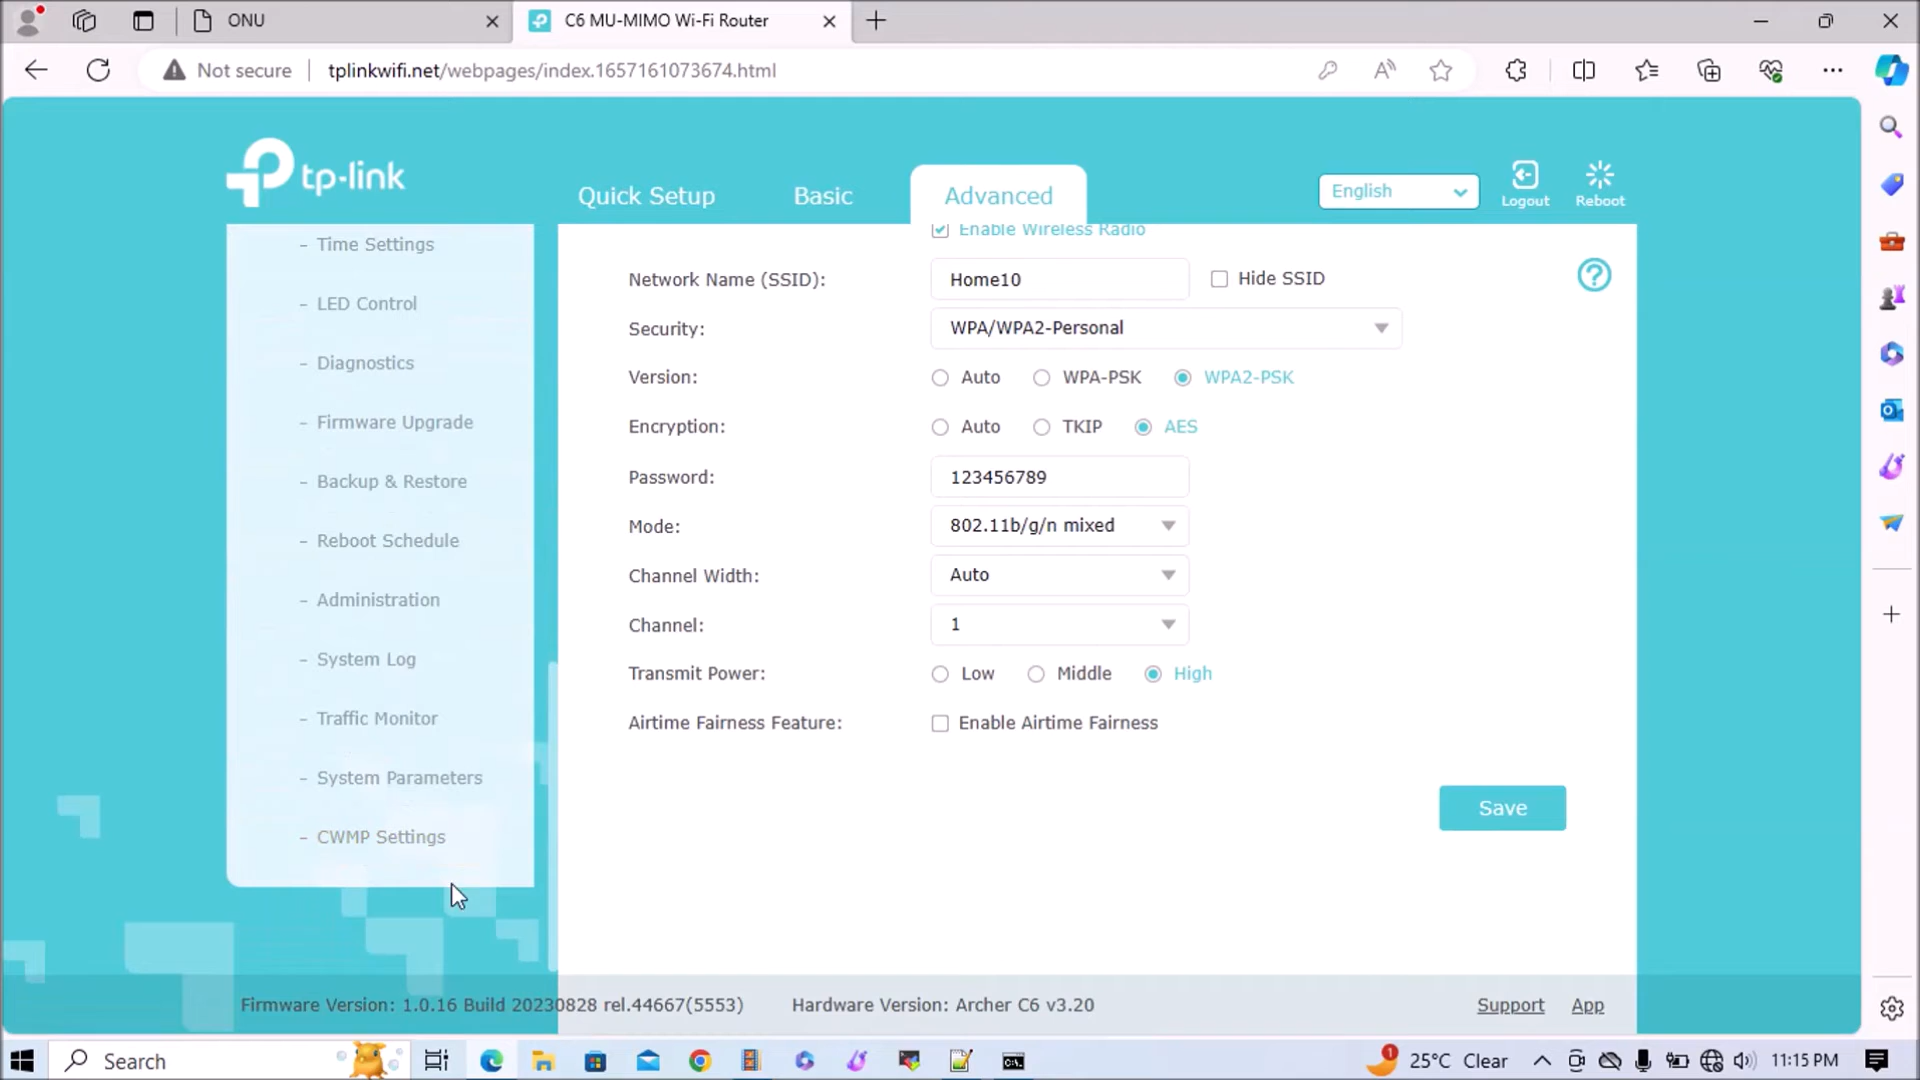 ONU
C6 MU-MIMO Wi-Fi Router
Not secure
tplinkwifi.net/webpages/index.1657161073674.html
tp-link
Quick Setup
Basic
Advanced
English
Logout
Reboot
- Time Settings
- LED Control
- Diagnostics
- Firmware Upgrade
- Backup & Restore
- Reboot Schedule
- Administration
- System Log
- Traffic Monitor
- System Parameters
- CWMP Settings
Enable Wireless Radio
Network Name (SSID): Home10 Hide SSID
Security: WPA/WPA2-Personal
Version: Auto WPA-PSK WPA2-PSK
Encryption: Auto TKIP AES
Password: 123456789
Mode: 802.11b/g/n mixed
Channel Width: Auto
Channel: 1
Transmit Power: Low Middle High
Airtime Fairness Feature: Enable Airtime Fairness
Save
Firmware Version: 1.0.16 Build 20230828 rel.44667(5553) Hardware Version: Archer C6 v3.20 Support App
Search
1
25°C Clear
11:15 PM